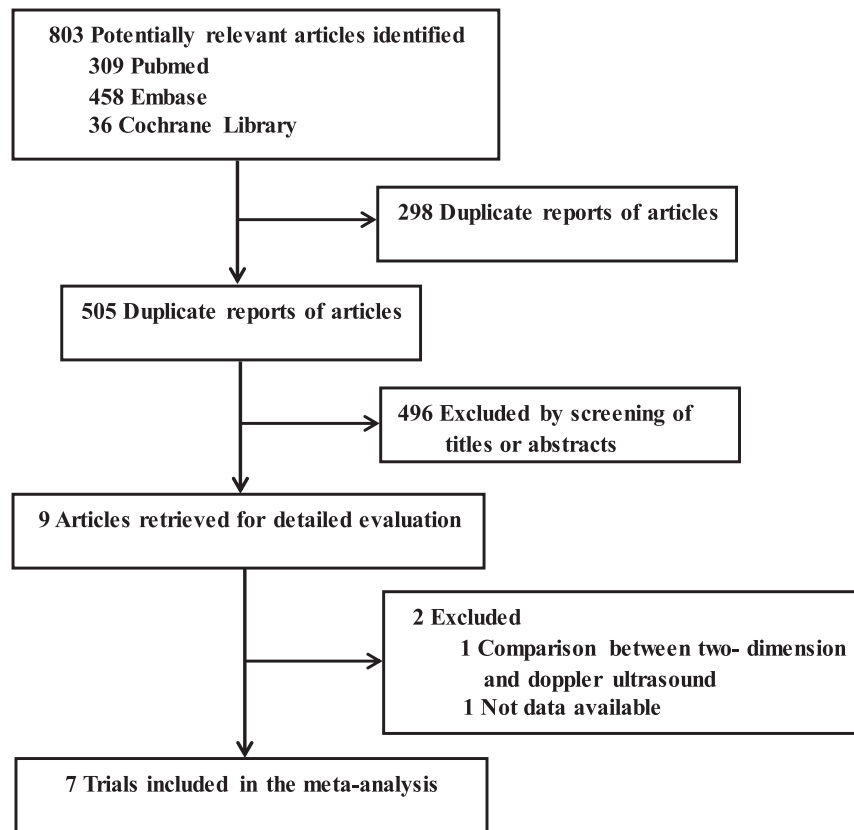 803 Potentially relevant articles identified
309 Pubmed
458 Embase
36 Cochrane Library
298 Duplicate reports of articles
505 Duplicate reports of articles
496 Excluded by screening of
titles or abstracts
9 Articles retrieved for detailed evaluation
2 Excluded
1 Comparison between two- dimension
and doppler ultrasound
1 Not data available
7 Trials included in the meta-analysis